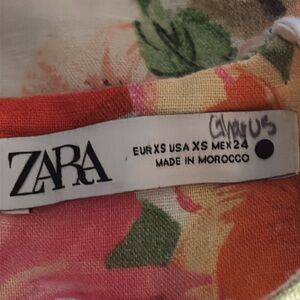 ZARA
EUR XS USA XS MEX 24
MADE IN MOROCCO